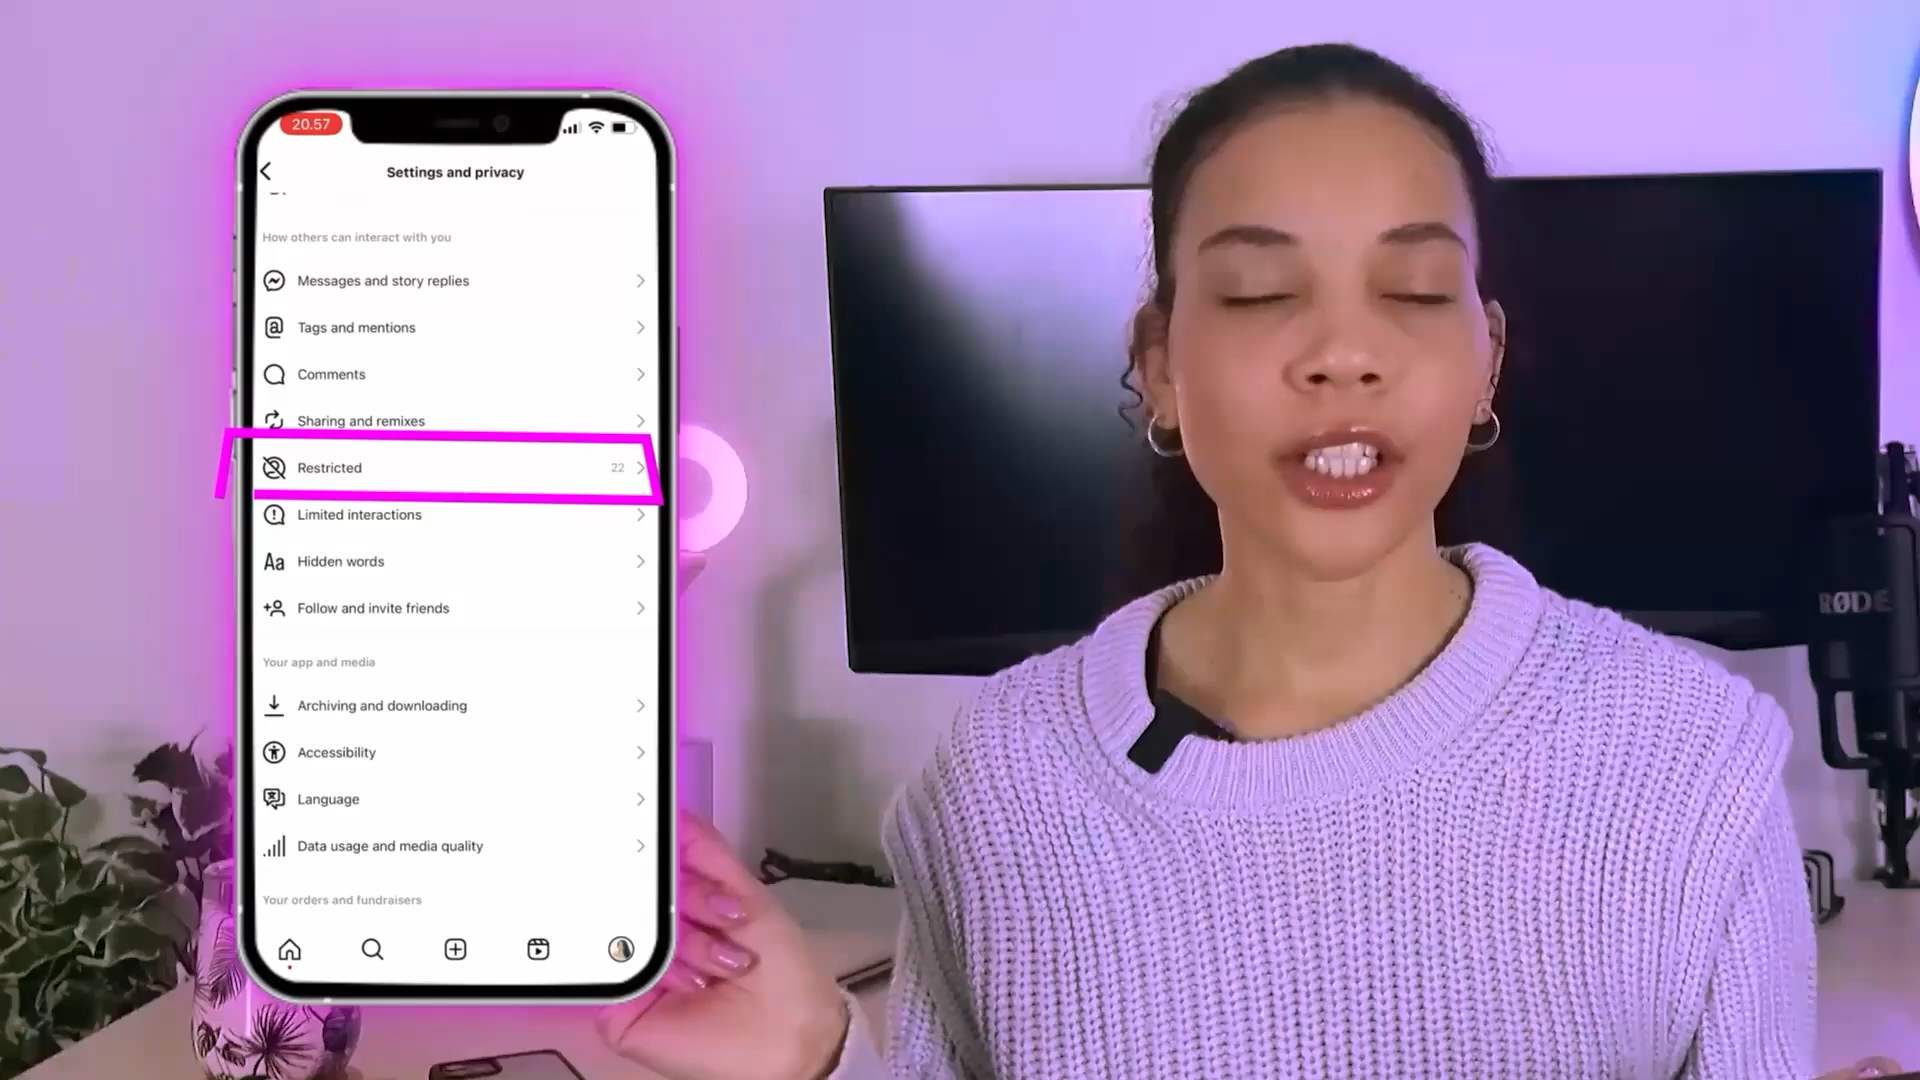 20.57
Settings and privacy
How others can interact with you
Messages and story replies
Tags and mentions
Comments
Sharing and remixes
Restricted 22
Limited interactions
Aa Hidden words
Follow and invite friends
Your app and media
Archiving and downloading
Accessibility
Language
Data usage and media quality
Your orders and fundraisers
RØDE